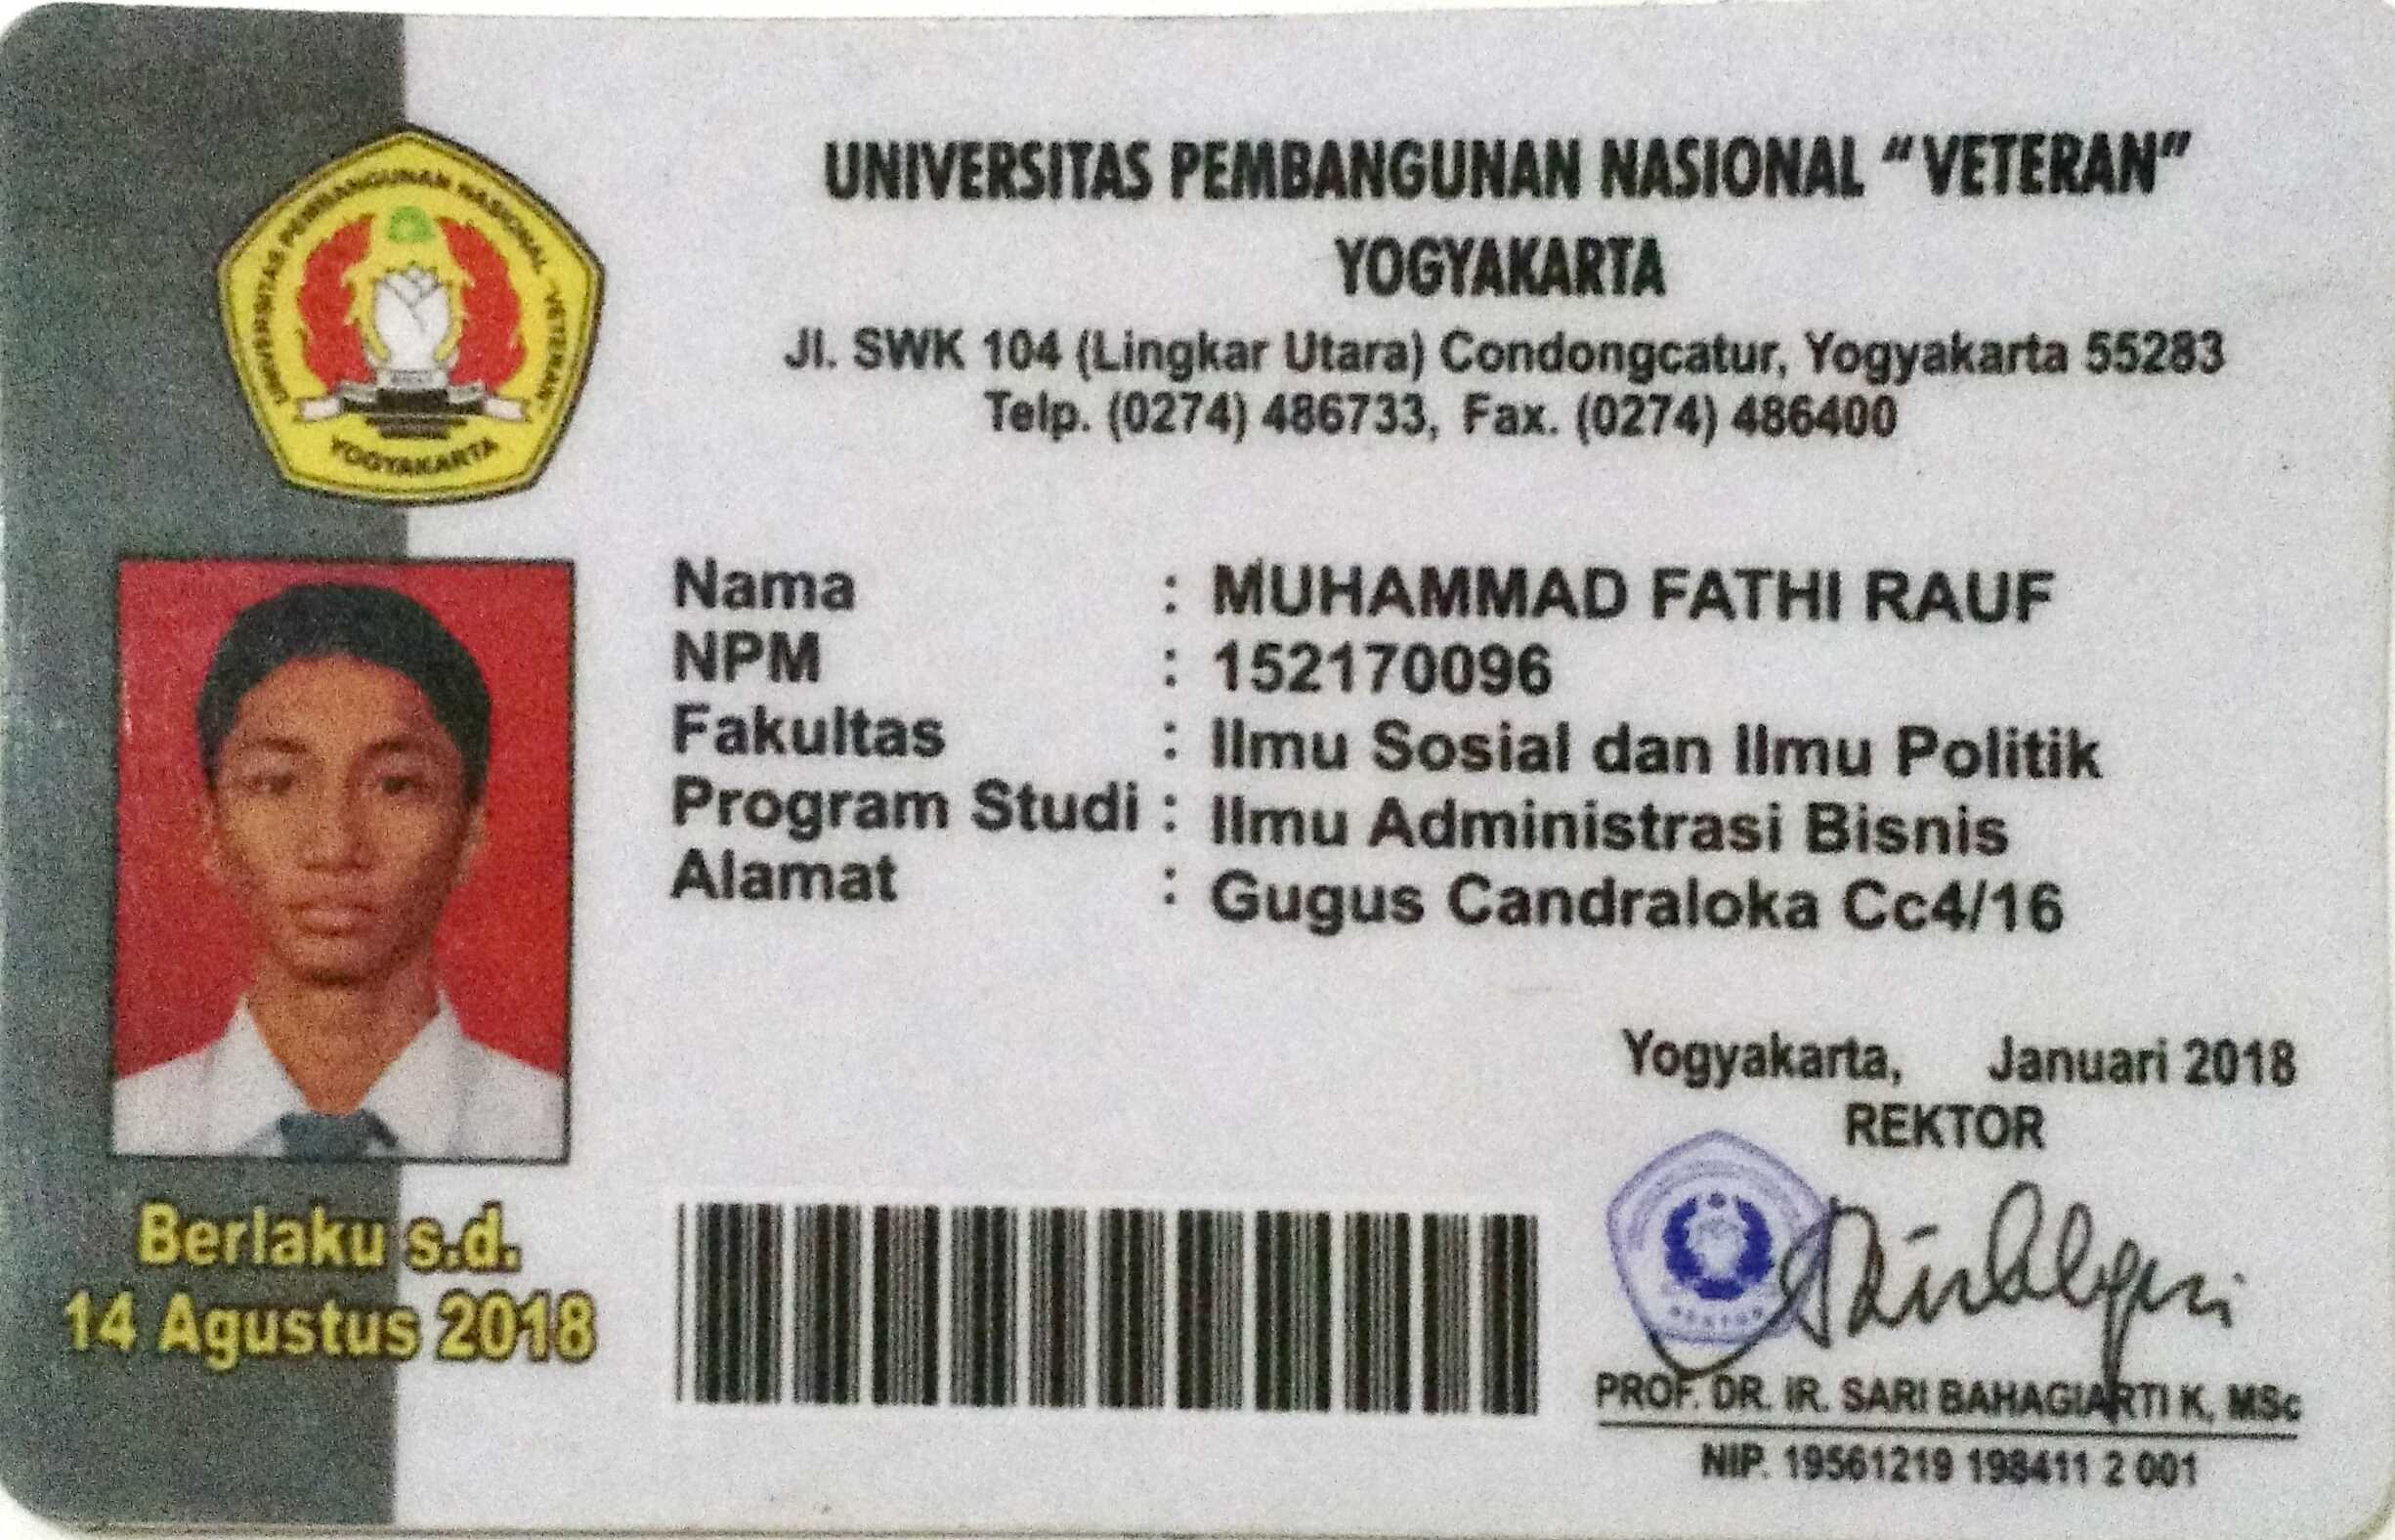 UNIVERSITAS PEMBANGUNAN NASIONAL "VETERAN"
YOGYAKARTA
Jl. SWK 104 (Lingkar Utara) Condongcatur, Yogyakarta 55283
Telp. (0274) 486733, Fax. (0274) 486400
UNIVERSITAS PEMBANGUNAN NASIONAL "VETERAN"
YOGYAKARTA
Nama : MUHAMMAD FATHI RAUF
NPM : 152170096
Fakultas : Ilmu Sosial dan Ilmu Politik
Program Studi : Ilmu Administrasi Bisnis
Alamat : Gugus Candraloka Cc4/16
Yogyakarta, Januari 2018
REKTOR
Berlaku s.d.
14 Agustus 2018
REKTOR
PROF. DR. IR. SARI BAHAGIARTI K, MSc
NIP. 19561219 198411 2 001